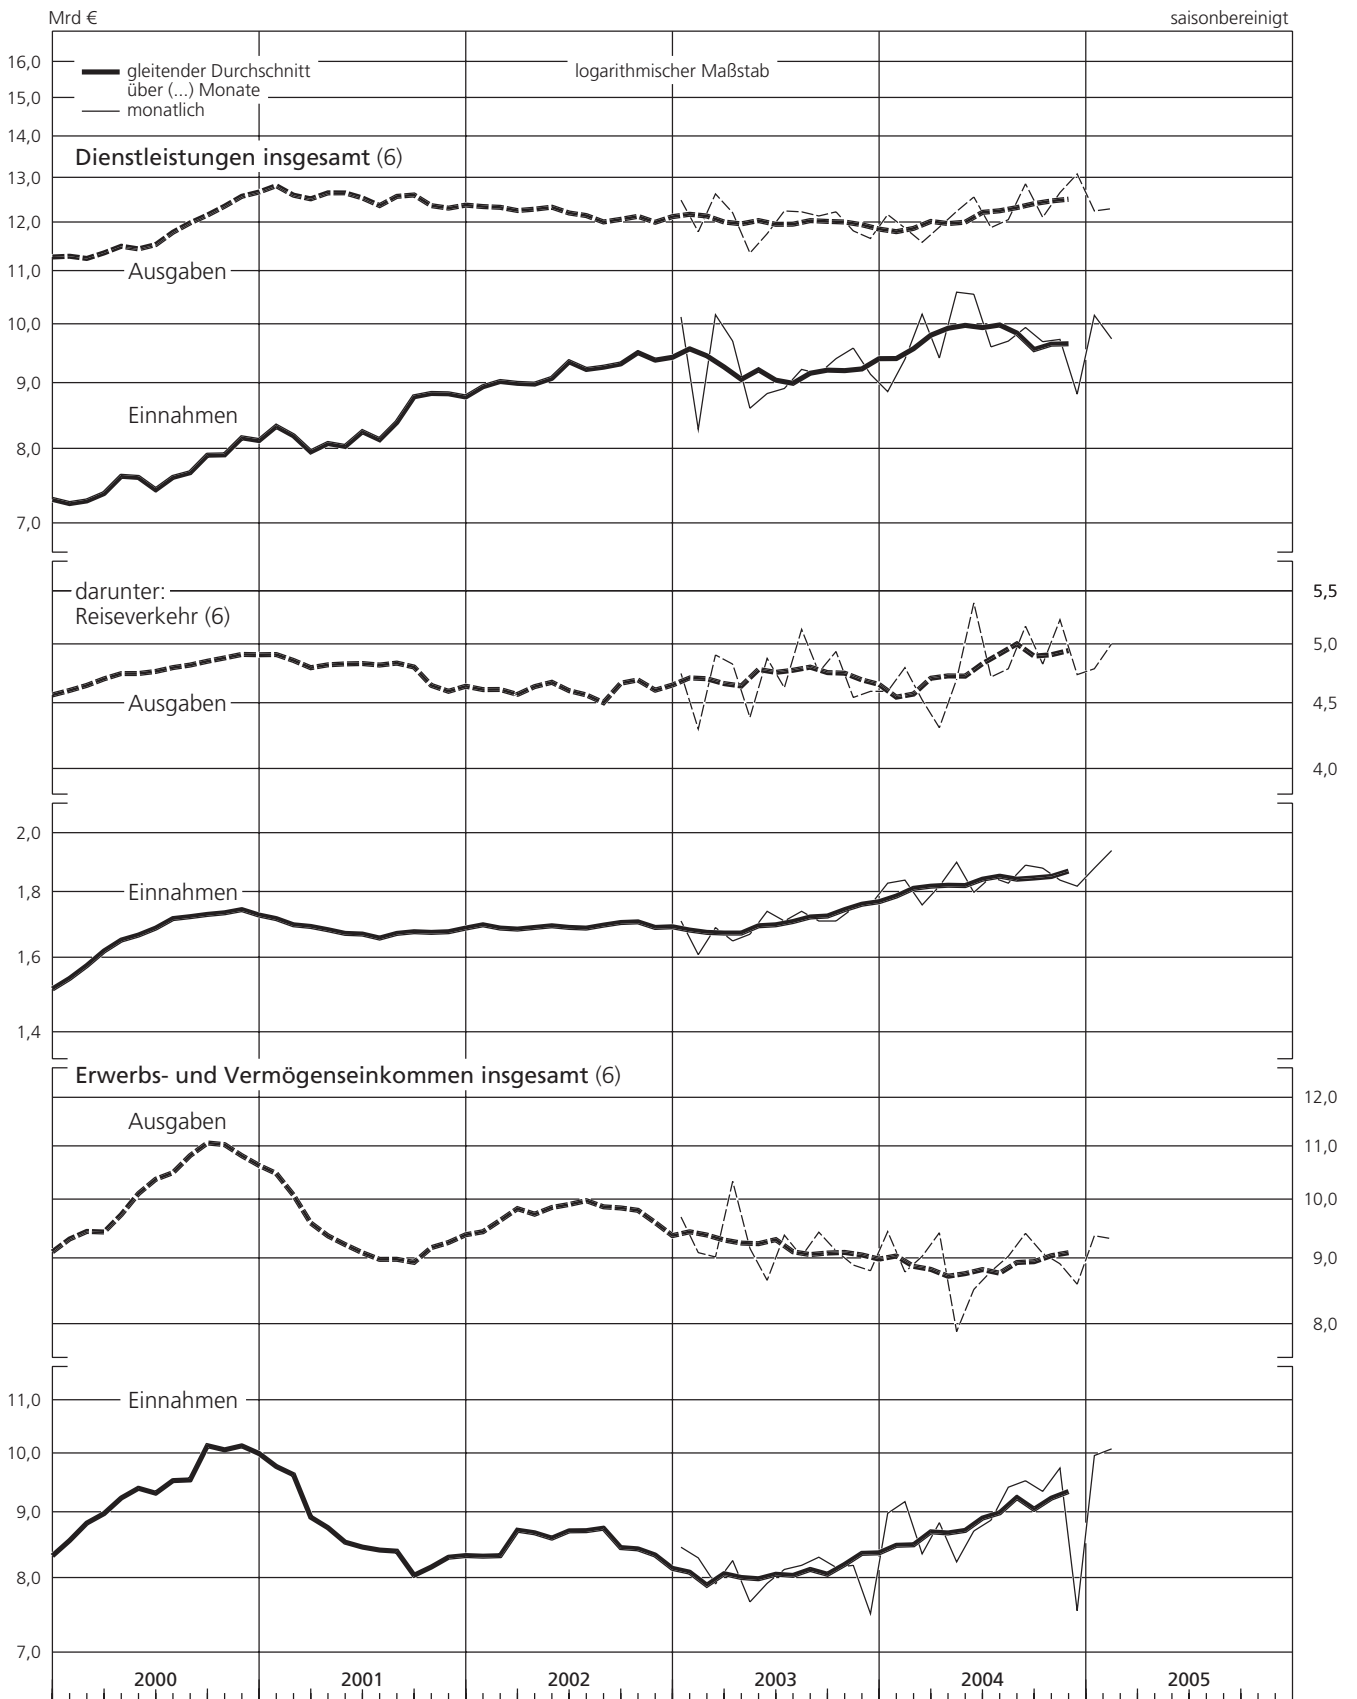 Mrd €
saisonbereinigt
16,0
gleitender Durchschnitt
über (...) Monate
monatlich
logarithmischer Maßstab
15,0
14,0
Dienstleistungen insgesamt (6)
13,0
12,0
11,0
Ausgaben
10,0
9,0
Einnahmen
8,0
7,0
darunter:
Reiseverkehr (6)
5,5
5,0
Ausgaben
4,5
4,0
2,0
1,8
Einnahmen
1,6
1,4
Erwerbs- und Vermögenseinkommen insgesamt (6)
12,0
Ausgaben
11,0
10,0
9,0
8,0
11,0
Einnahmen
10,0
9,0
8,0
7,0
2000 2001 2002 2003 2004 2005